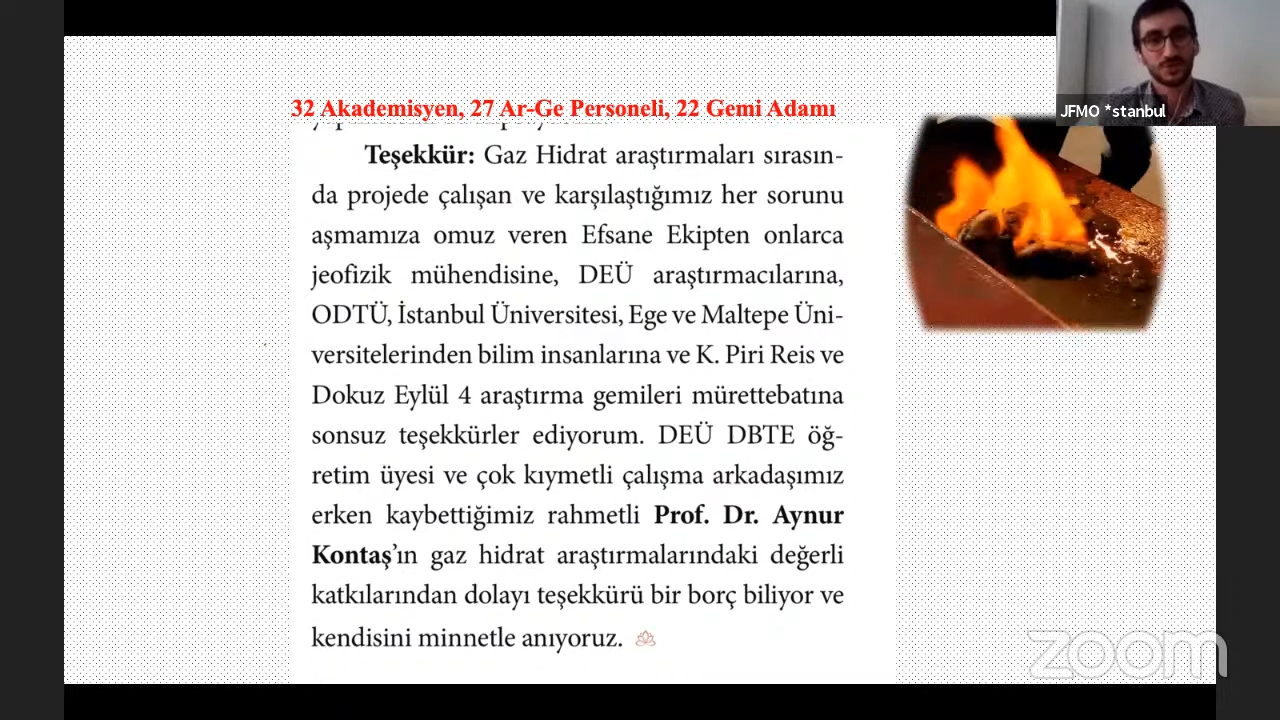 32 Akademisyen, 27 Ar-Ge Personeli, 22 Gemi Adamı
JFMO *stanbul
Teşekkür: Gaz Hidrat araştırmaları sırasın-
da projede çalışan ve karşılaştığımız her sorunu
aşmamıza omuz veren Efsane Ekipten onlarca
jeofizik mühendisine, DEÜ araştırmacılarına,
ODTÜ, İstanbul Üniversitesi, Ege ve Maltepe Üni-
versitelerinden bilim insanlarına ve K. Piri Reis ve
Dokuz Eylül 4 araştırma gemileri mürettebatına
sonsuz teşekkürler ediyorum. DEÜ DBTE öğ-
retim üyesi ve çok kıymetli çalışma arkadaşımız
erken kaybettiğimiz rahmetli Prof. Dr. Aynur
Kontaş'ın gaz hidrat araştırmalarındaki değerli
katkılarından dolayı teşekkürü bir borç biliyor ve
kendisini minnetle anıyoruz.
zoom